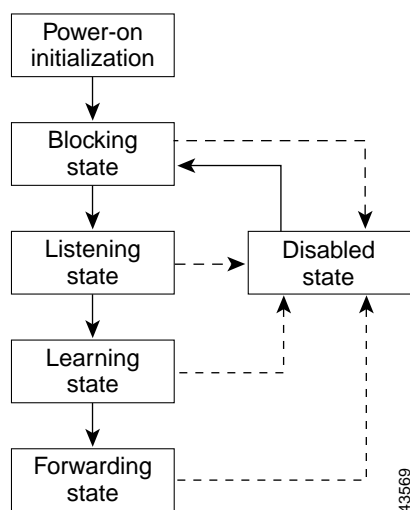 Power-on
initialization
Blocking
state
Listening
state
Disabled
state
Learning
state
Forwarding
state
43569